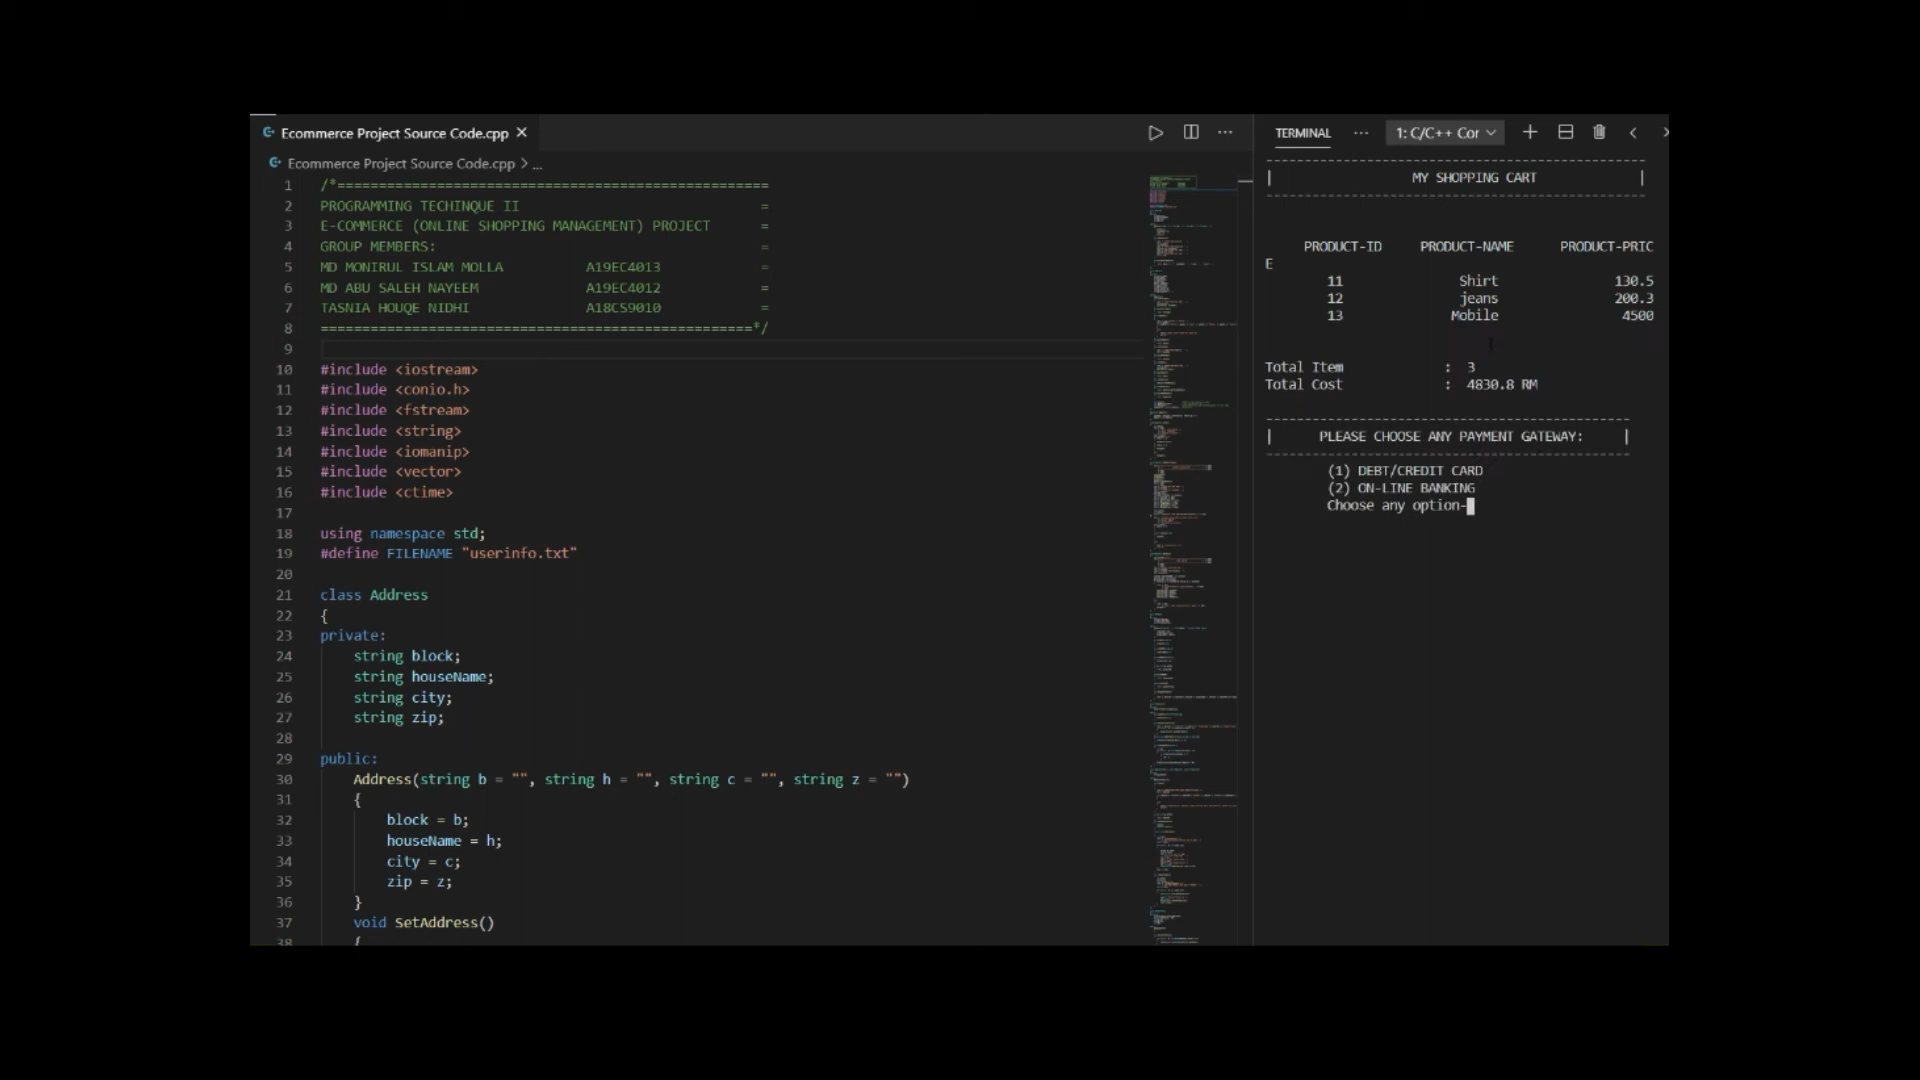 Ecommerce Project Source Code.cpp
Ecommerce Project Source Code.cpp > ...
1 /*====================================================
2 PROGRAMMING TECHINQUE II =
3 E-COMMERCE (ONLINE SHOPPING MANAGEMENT) PROJECT =
4 GROUP MEMBERS: =
5 MD MONIRUL ISLAM MOLLA A19EC4013 =
6 MD ABU SALEH NAYEEM A19EC4012 =
7 TASNIA HOUQE NIDHI A18CS9010 =
8 ====================================================*/
9
10 #include <iostream>
11 #include <conio.h>
12 #include <fstream>
13 #include <string>
14 #include <iomanip>
15 #include <vector>
16 #include <ctime>
17
18 using namespace std;
19 #define FILENAME "userinfo.txt"
20
21 class Address
22 {
23 private:
24 string block;
25 string houseName;
26 string city;
27 string zip;
28
29 public:
30 Address(string b = "", string h = "", string c = "", string z = "")
31 {
32 block = b;
33 houseName = h;
34 city = c;
35 zip = z;
36 }
37 void SetAddress()
38 {
TERMINAL ... 1: C/C++ Cor
| MY SHOPPING CART |
PRODUCT-ID PRODUCT-NAME PRODUCT-PRIC
E
11 Shirt 130.5
12 jeans 200.3
13 Mobile 4500
Total Item : 3
Total Cost : 4830.8 RM
| PLEASE CHOOSE ANY PAYMENT GATEWAY: |
(1) DEBT/CREDIT CARD
(2) ON-LINE BANKING
Choose any option-